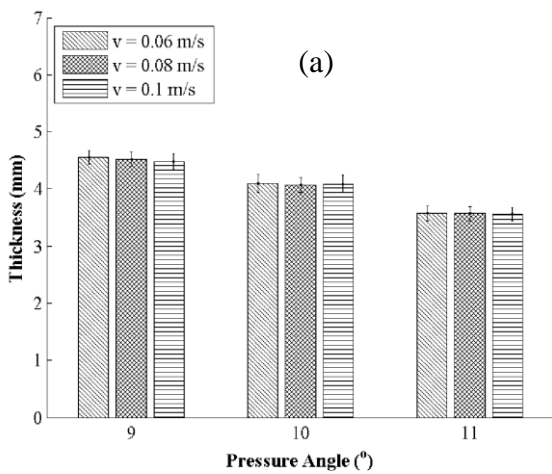 7
v = 0.06 m/s
v = 0.08 m/s
v = 0.1 m/s
(a)
6
5
4
3
2
1
0
Thickness (mm)
9 10 11
Pressure Angle (⁰)